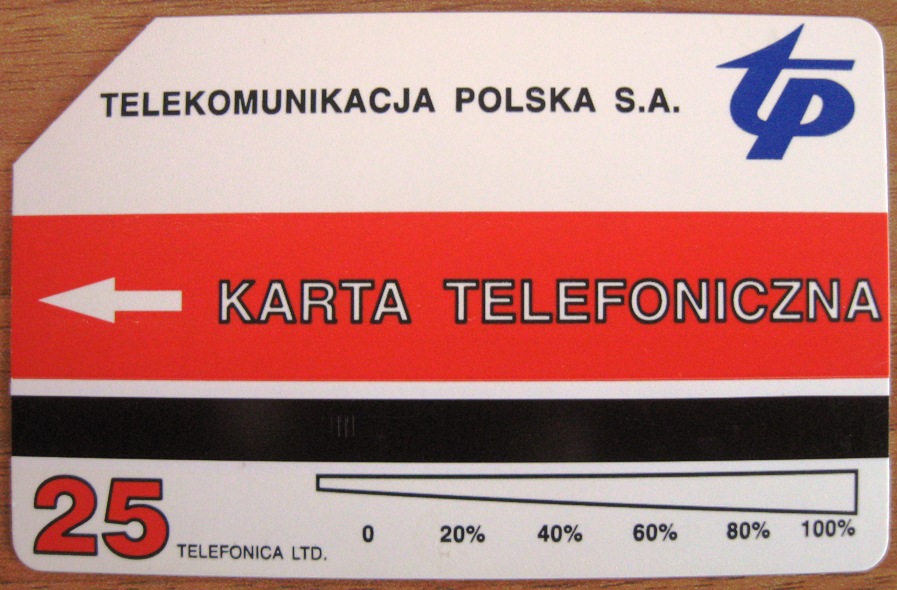 TELEKOMUNIKACJA POLSKA S.A.
tp
KARTA TELEFONICZNA
25 TELEFONICA LTD.
0 20% 40% 60% 80% 100%